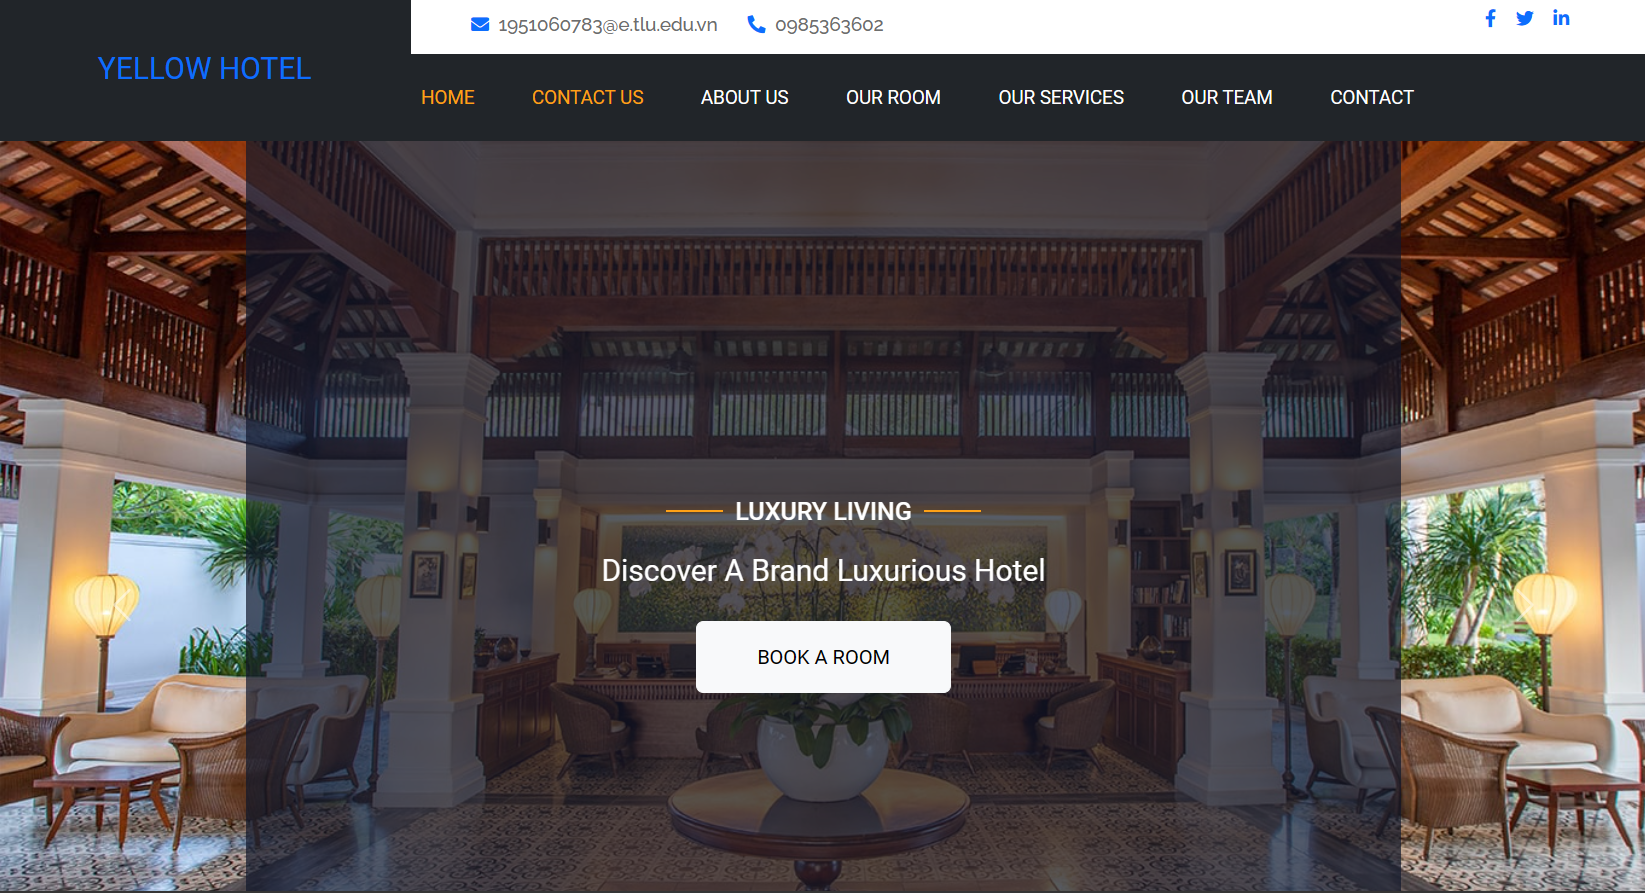 1951060783@e.tlu.edu.vn 0985363602
YELLOW HOTEL
HOME CONTACT US ABOUT US OUR ROOM OUR SERVICES OUR TEAM CONTACT
LUXURY LIVING
Discover A Brand Luxurious Hotel
BOOK A ROOM